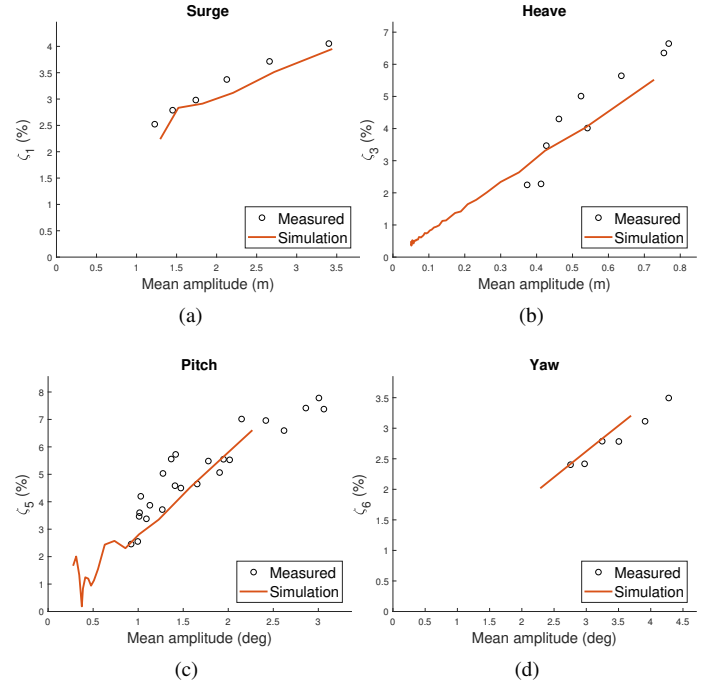 Surge
4
3.5
3
2.5
2
1.5
1
0.5
0
ζ1 (%)
0 0.5 1 1.5 2 2.5 3 3.5
Mean amplitude (m)
Measured
Simulation
(a)
Heave
7
6
5
4
3
2
1
0
ζ3 (%)
0 0.1 0.2 0.3 0.4 0.5 0.6 0.7 0.8
Mean amplitude (m)
Measured
Simulation
(b)
Pitch
8
7
6
5
4
3
2
1
0
ζ5 (%)
0 0.5 1 1.5 2 2.5 3
Mean amplitude (deg)
Measured
Simulation
(c)
Yaw
3.5
3
2.5
2
1.5
1
0.5
0
ζ6 (%)
0 0.5 1 1.5 2 2.5 3 3.5 4 4.5
Mean amplitude (deg)
Measured
Simulation
(d)